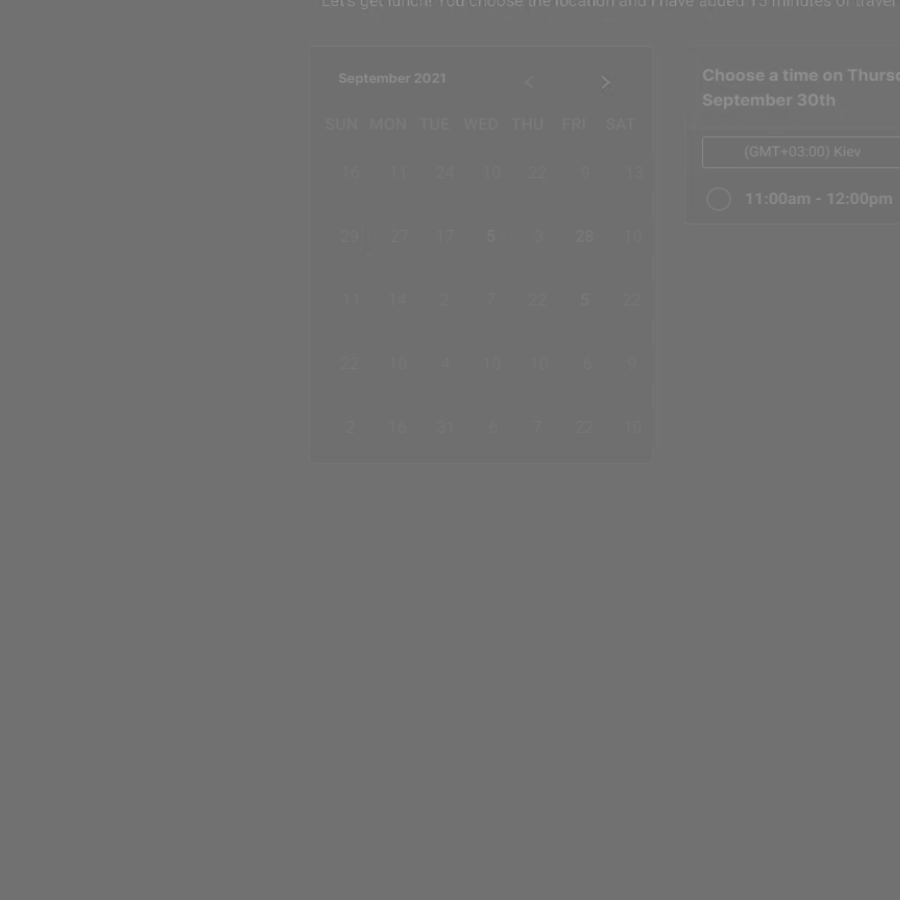 Let's get lunch! You choose the location and I have added 15 minutes of travel
September 2021
SUN MON TUE WED THU FRI SAT
16 11 24 10 22 9 13
29 27 17 5 3 28 10
11 14 2 7 22 5 22
22 10 4 10 10 6 9
2 16 31 6 7 22 10
Choose a time on
September 30th
(GMT+03:00) Kiev
11:00am - 12:00pm